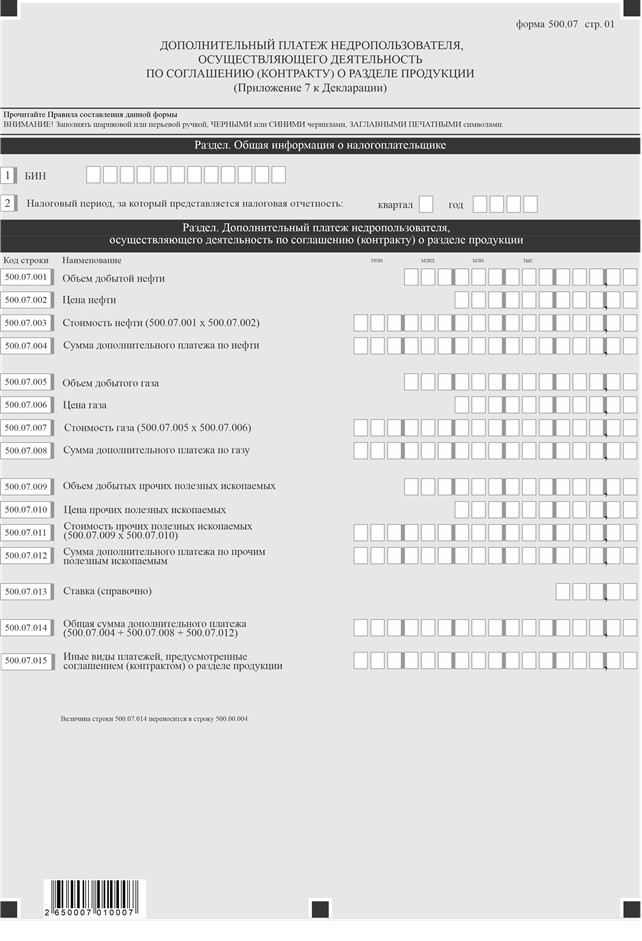 форма 500.07 стр. 01
ДОПОЛНИТЕЛЬНЫЙ ПЛАТЕЖ НЕДРОПОЛЬЗОВАТЕЛЯ,
ОСУЩЕСТВЛЯЮЩЕГО ДЕЯТЕЛЬНОСТЬ
ПО СОГЛАШЕНИЮ (КОНТРАКТУ) О РАЗДЕЛЕ ПРОДУКЦИИ
(Приложение 7 к Декларации)
Прочитайте Правила составления данной формы
ВНИМАНИЕ! Заполнять шариковой или перьевой ручкой, ЧЕРНЫМИ или СИНИМИ чернилами, ЗАГЛАВНЫМИ ПЕЧАТНЫМИ символами.
Раздел. Общая информация о налогоплательщике
1 БИН
2 Налоговый период, за который представляется налоговая отчетность: квартал год
Раздел. Дополнительный платеж недропользователя,
осуществляющего деятельность по соглашению (контракту) о разделе продукции
Код строки Наименование трлн млрд млн тыс
500.07.001 Объем добытой нефти
500.07.002 Цена нефти
500.07.003 Стоимость нефти (500.07.001 х 500.07.002)
500.07.004 Сумма дополнительного платежа по нефти
500.07.005 Объем добытого газа
500.07.006 Цена газа
500.07.007 Стоимость газа (500.07.005 х 500.07.006)
500.07.008 Сумма дополнительного платежа по газу
500.07.009 Объем добытых прочих полезных ископаемых
500.07.010 Цена прочих полезных ископаемых
500.07.011 Стоимость прочих полезных ископаемых
(500.07.009 х 500.07.010)
500.07.012 Сумма дополнительного платежа по прочим
полезным ископаемым
500.07.013 Ставка (справочно)
500.07.014 Общая сумма дополнительного платежа
(500.07.004 + 500.07.008 + 500.07.012)
500.07.015 Иные виды платежей, предусмотренные
соглашением (контрактом) о разделе продукции
Величина строки 500.07.014 переносится в строку 500.00.004
2 650007 010007